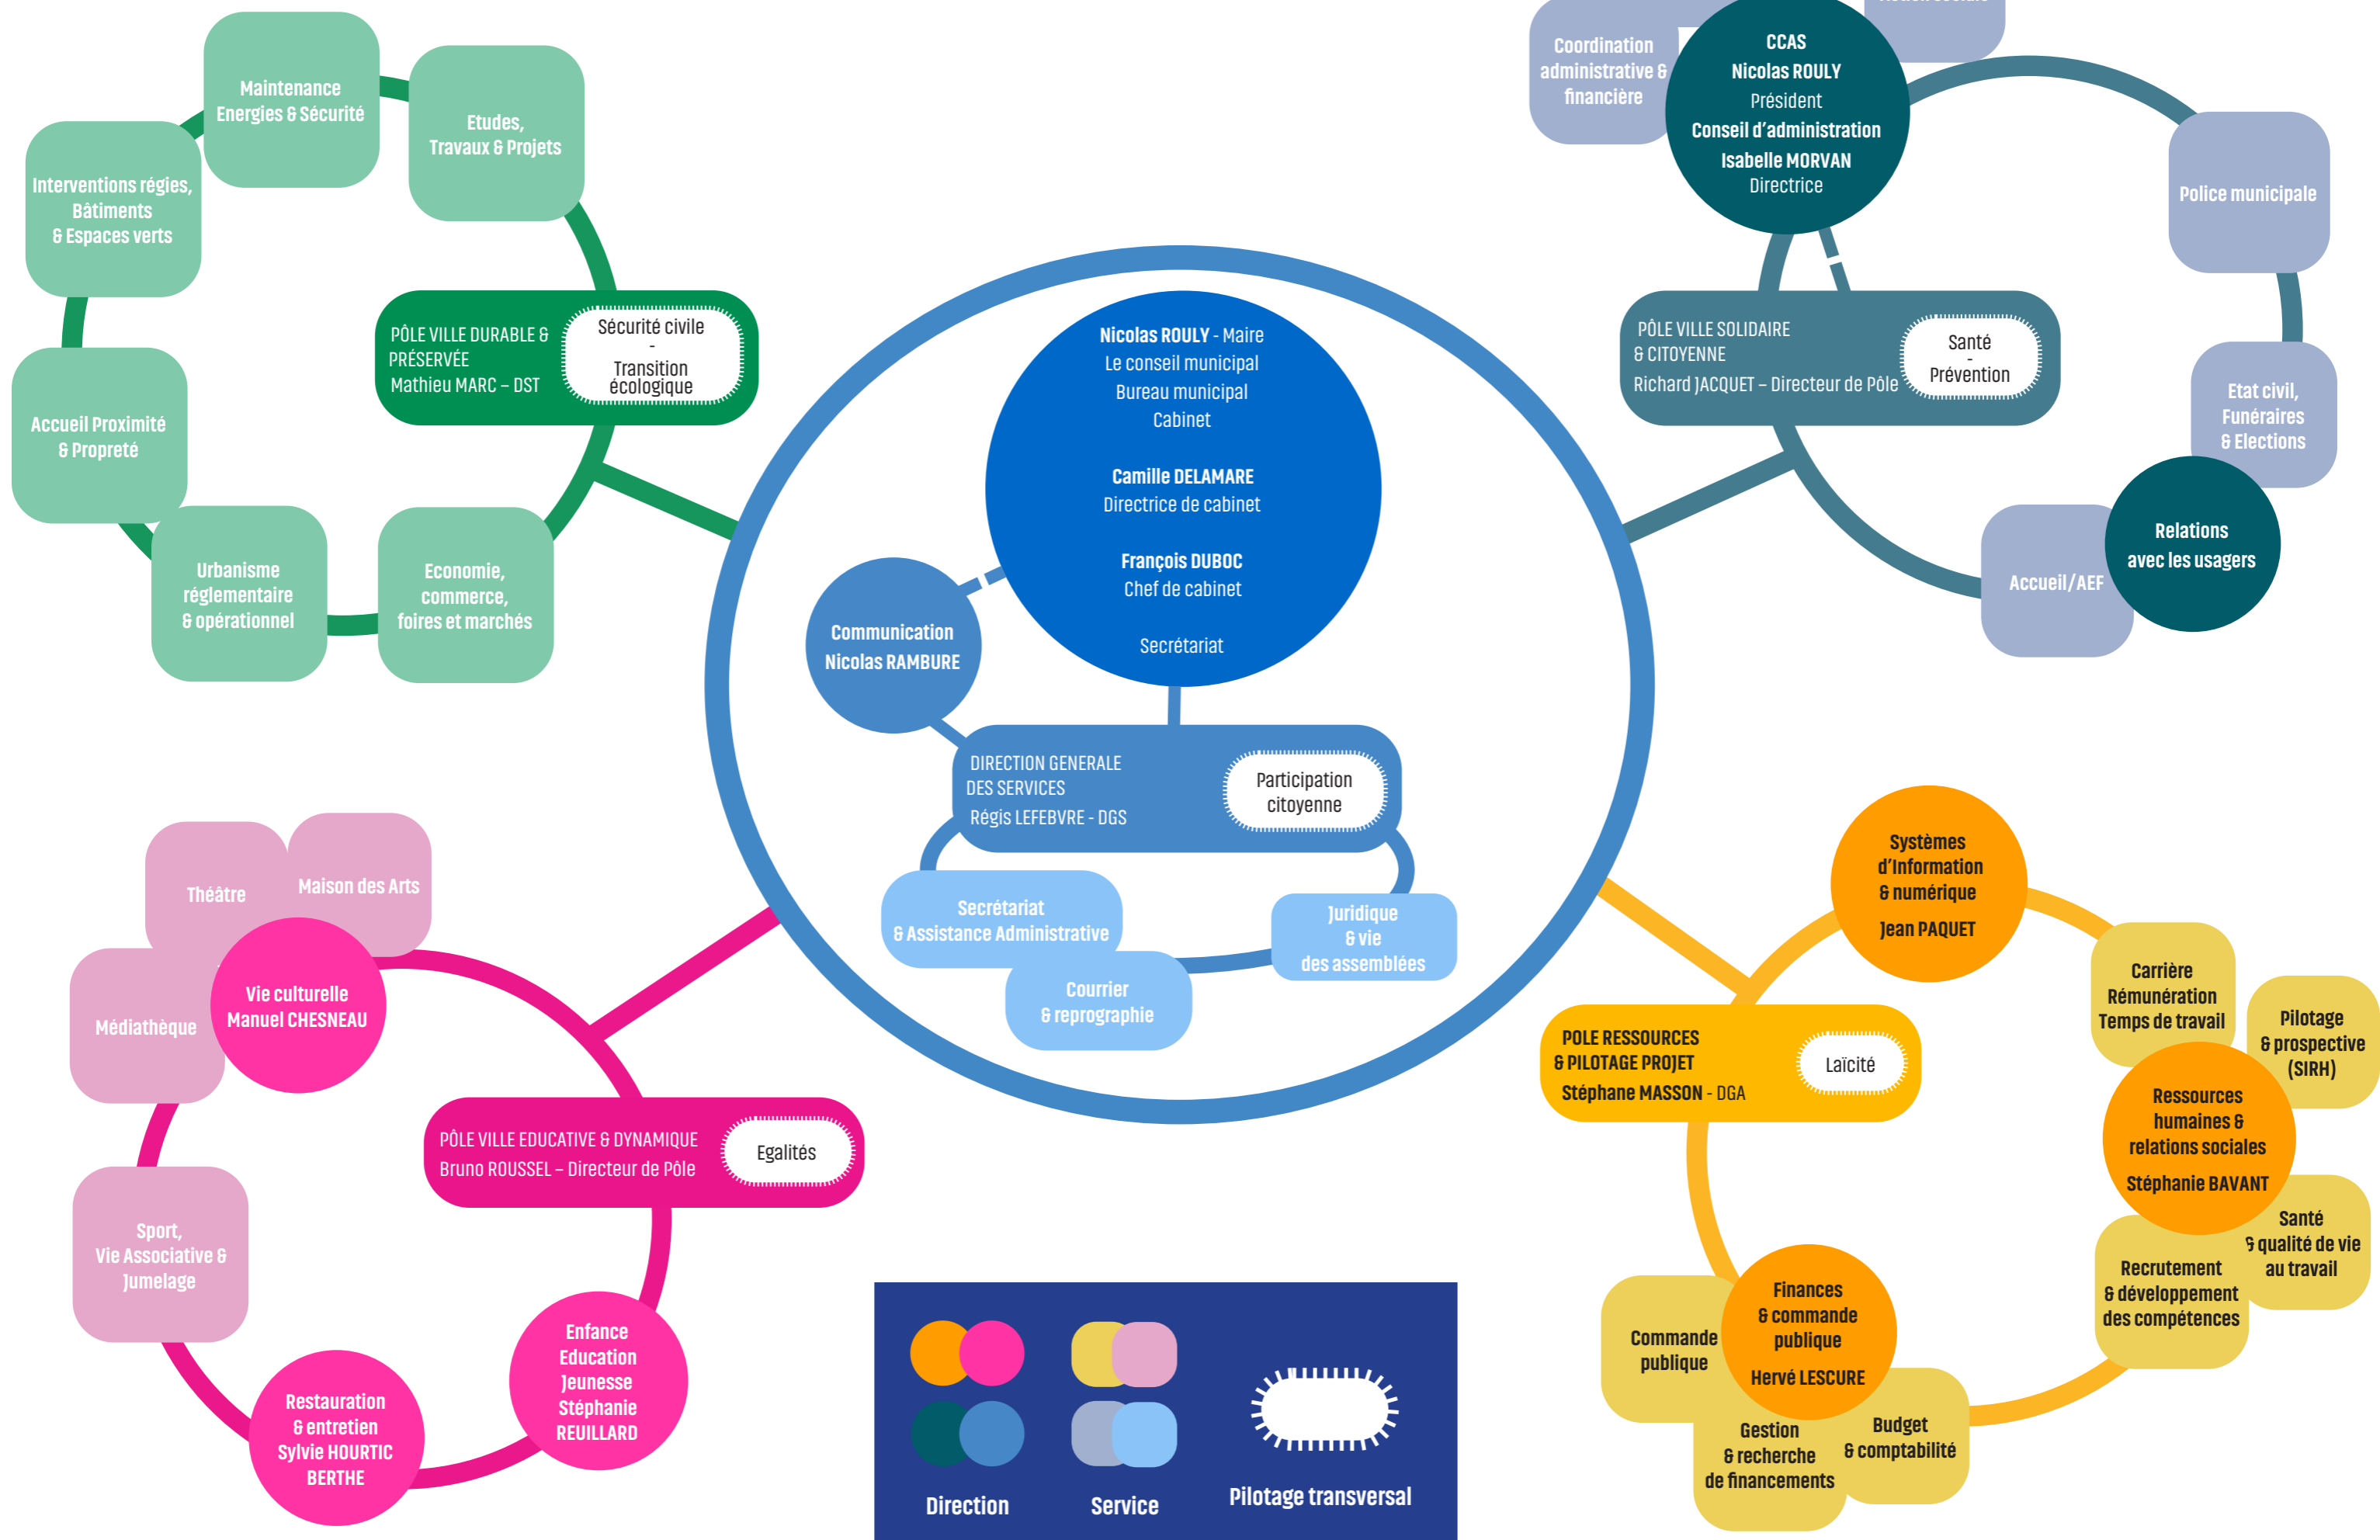 Maintenance
Energies & Sécurité
Etudes,
Travaux & Projets
Interventions régies,
Bâtiments
& Espaces verts
Accueil Proximité
& Propreté
Urbanisme
réglementaire
& opérationnel
Economie,
commerce,
foires et marchés
PÔLE VILLE DURABLE &
PRÉSERVÉE
Mathieu MARC – DST
Sécurité civile
-
Transition
écologique
Coordination
administrative &
financière
CCAS
Nicolas ROULY
Président
Conseil d’administration
Isabelle MORVAN
Directrice
Police municipale
PÔLE VILLE SOLIDAIRE
& CITOYENNE
Richard JACQUET – Directeur de Pôle
Santé
-
Prévention
Etat civil,
Funéraires
& Elections
Relations
avec les usagers
Accueil/AEF
Nicolas ROULY - Maire
Le conseil municipal
Bureau municipal
Cabinet
Camille DELAMARE
Directrice de cabinet
François DUBOC
Chef de cabinet
Secrétariat
Communication
Nicolas RAMBURE
DIRECTION GENERALE
DES SERVICES
Régis LEFEBVRE - DGS
Participation
citoyenne
Secrétariat
& Assistance Administrative
Courrier
& reprographie
Juridique
& vie
des assemblées
Théâtre
Maison des Arts
Médiathèque
Vie culturelle
Manuel CHESNEAU
PÔLE VILLE EDUCATIVE & DYNAMIQUE
Bruno ROUSSEL – Directeur de Pôle
Egalités
Sport,
Vie Associative &
Jumelage
Restauration
& entretien
Sylvie HOURTIC
BERTHE
Enfance
Education
Jeunesse
Stéphanie
REUILLARD
Systèmes
d’Information
& numérique
Jean PAQUET
POLE RESSOURCES
& PILOTAGE PROJET
Stéphane MASSON - DGA
Laïcité
Carrière
Rémunération
Temps de travail
Pilotage
& prospective
(SIRH)
Ressources
humaines &
relations sociales
Stéphanie BAVANT
Santé
& qualité de vie
au travail
Recrutement
& développement
des compétences
Finances
& commande
publique
Hervé LESCURE
Commande
publique
Gestion
& recherche
de financements
Budget
& comptabilité
Direction
Service
Pilotage transversal